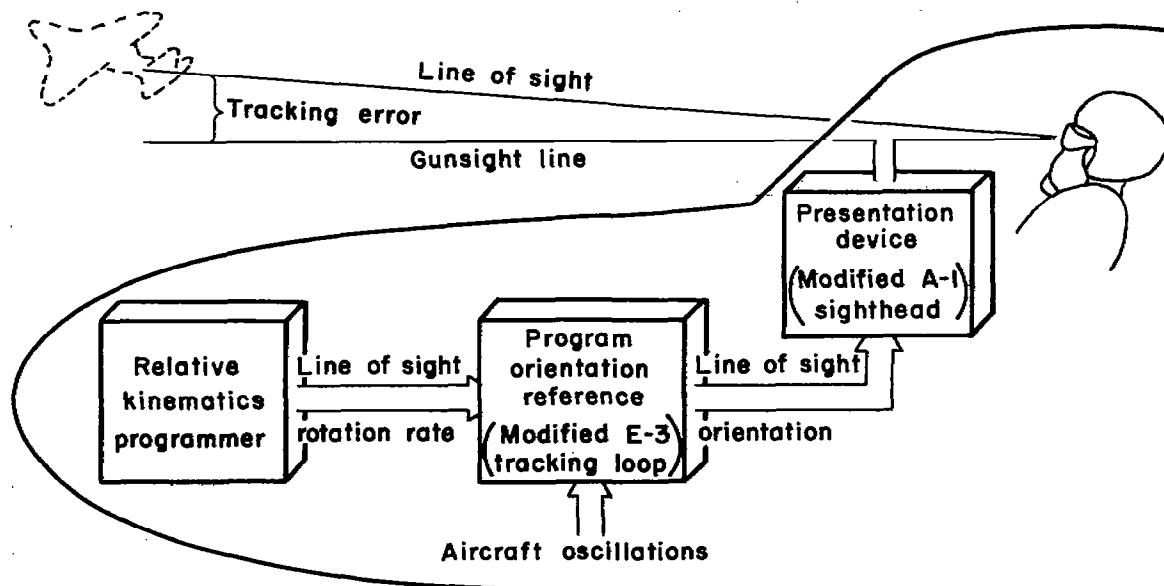 Line of sight
Tracking error
Gunsight line
Presentation
device
(Modified A-1)
sighthead
Relative
kinematics
programmer
Line of sight
rotation rate
Program
orientation
reference
(Modified E-3)
tracking loop
Line of sight
orientation
Aircraft oscillations